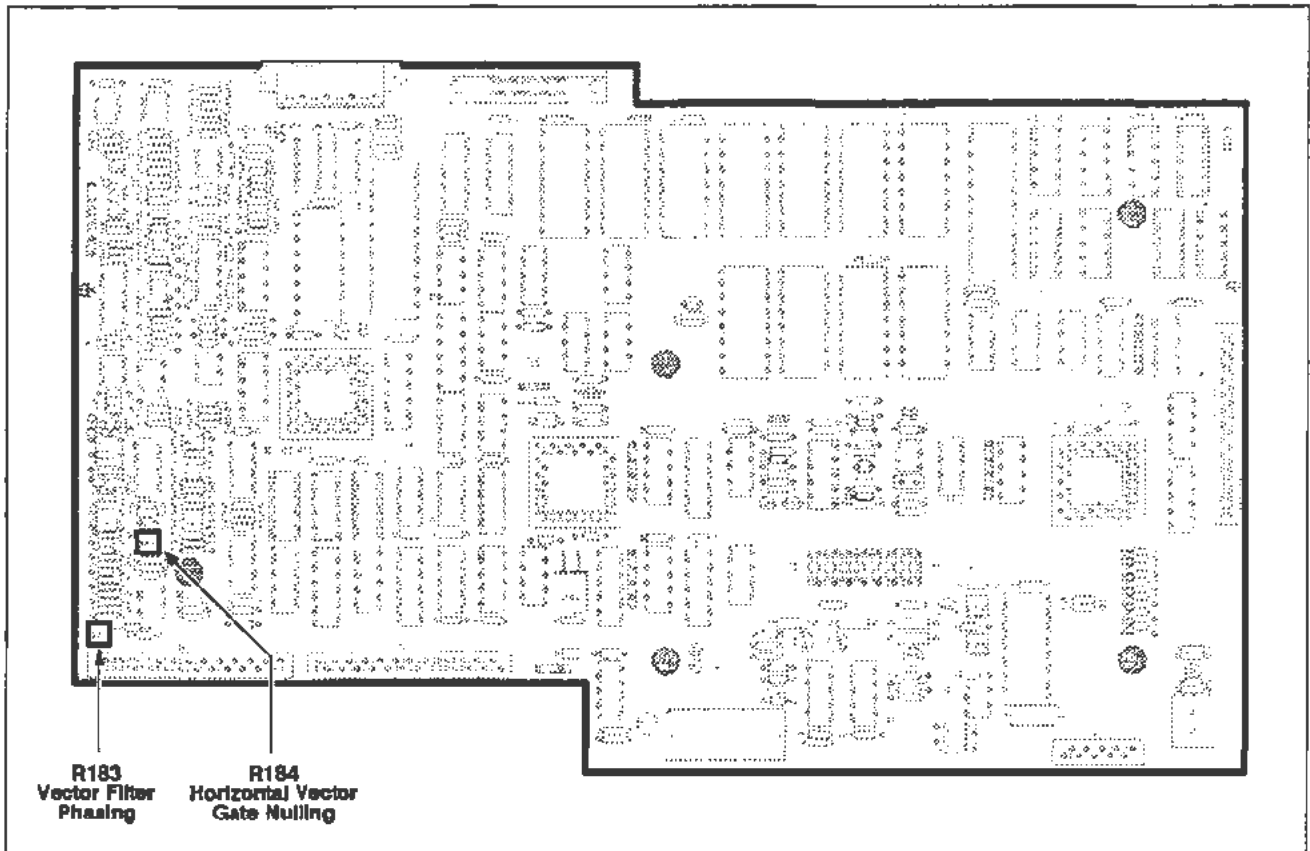 R183
Vector Filter
Phasing
R184
Horizontal Vector
Gate Nulling